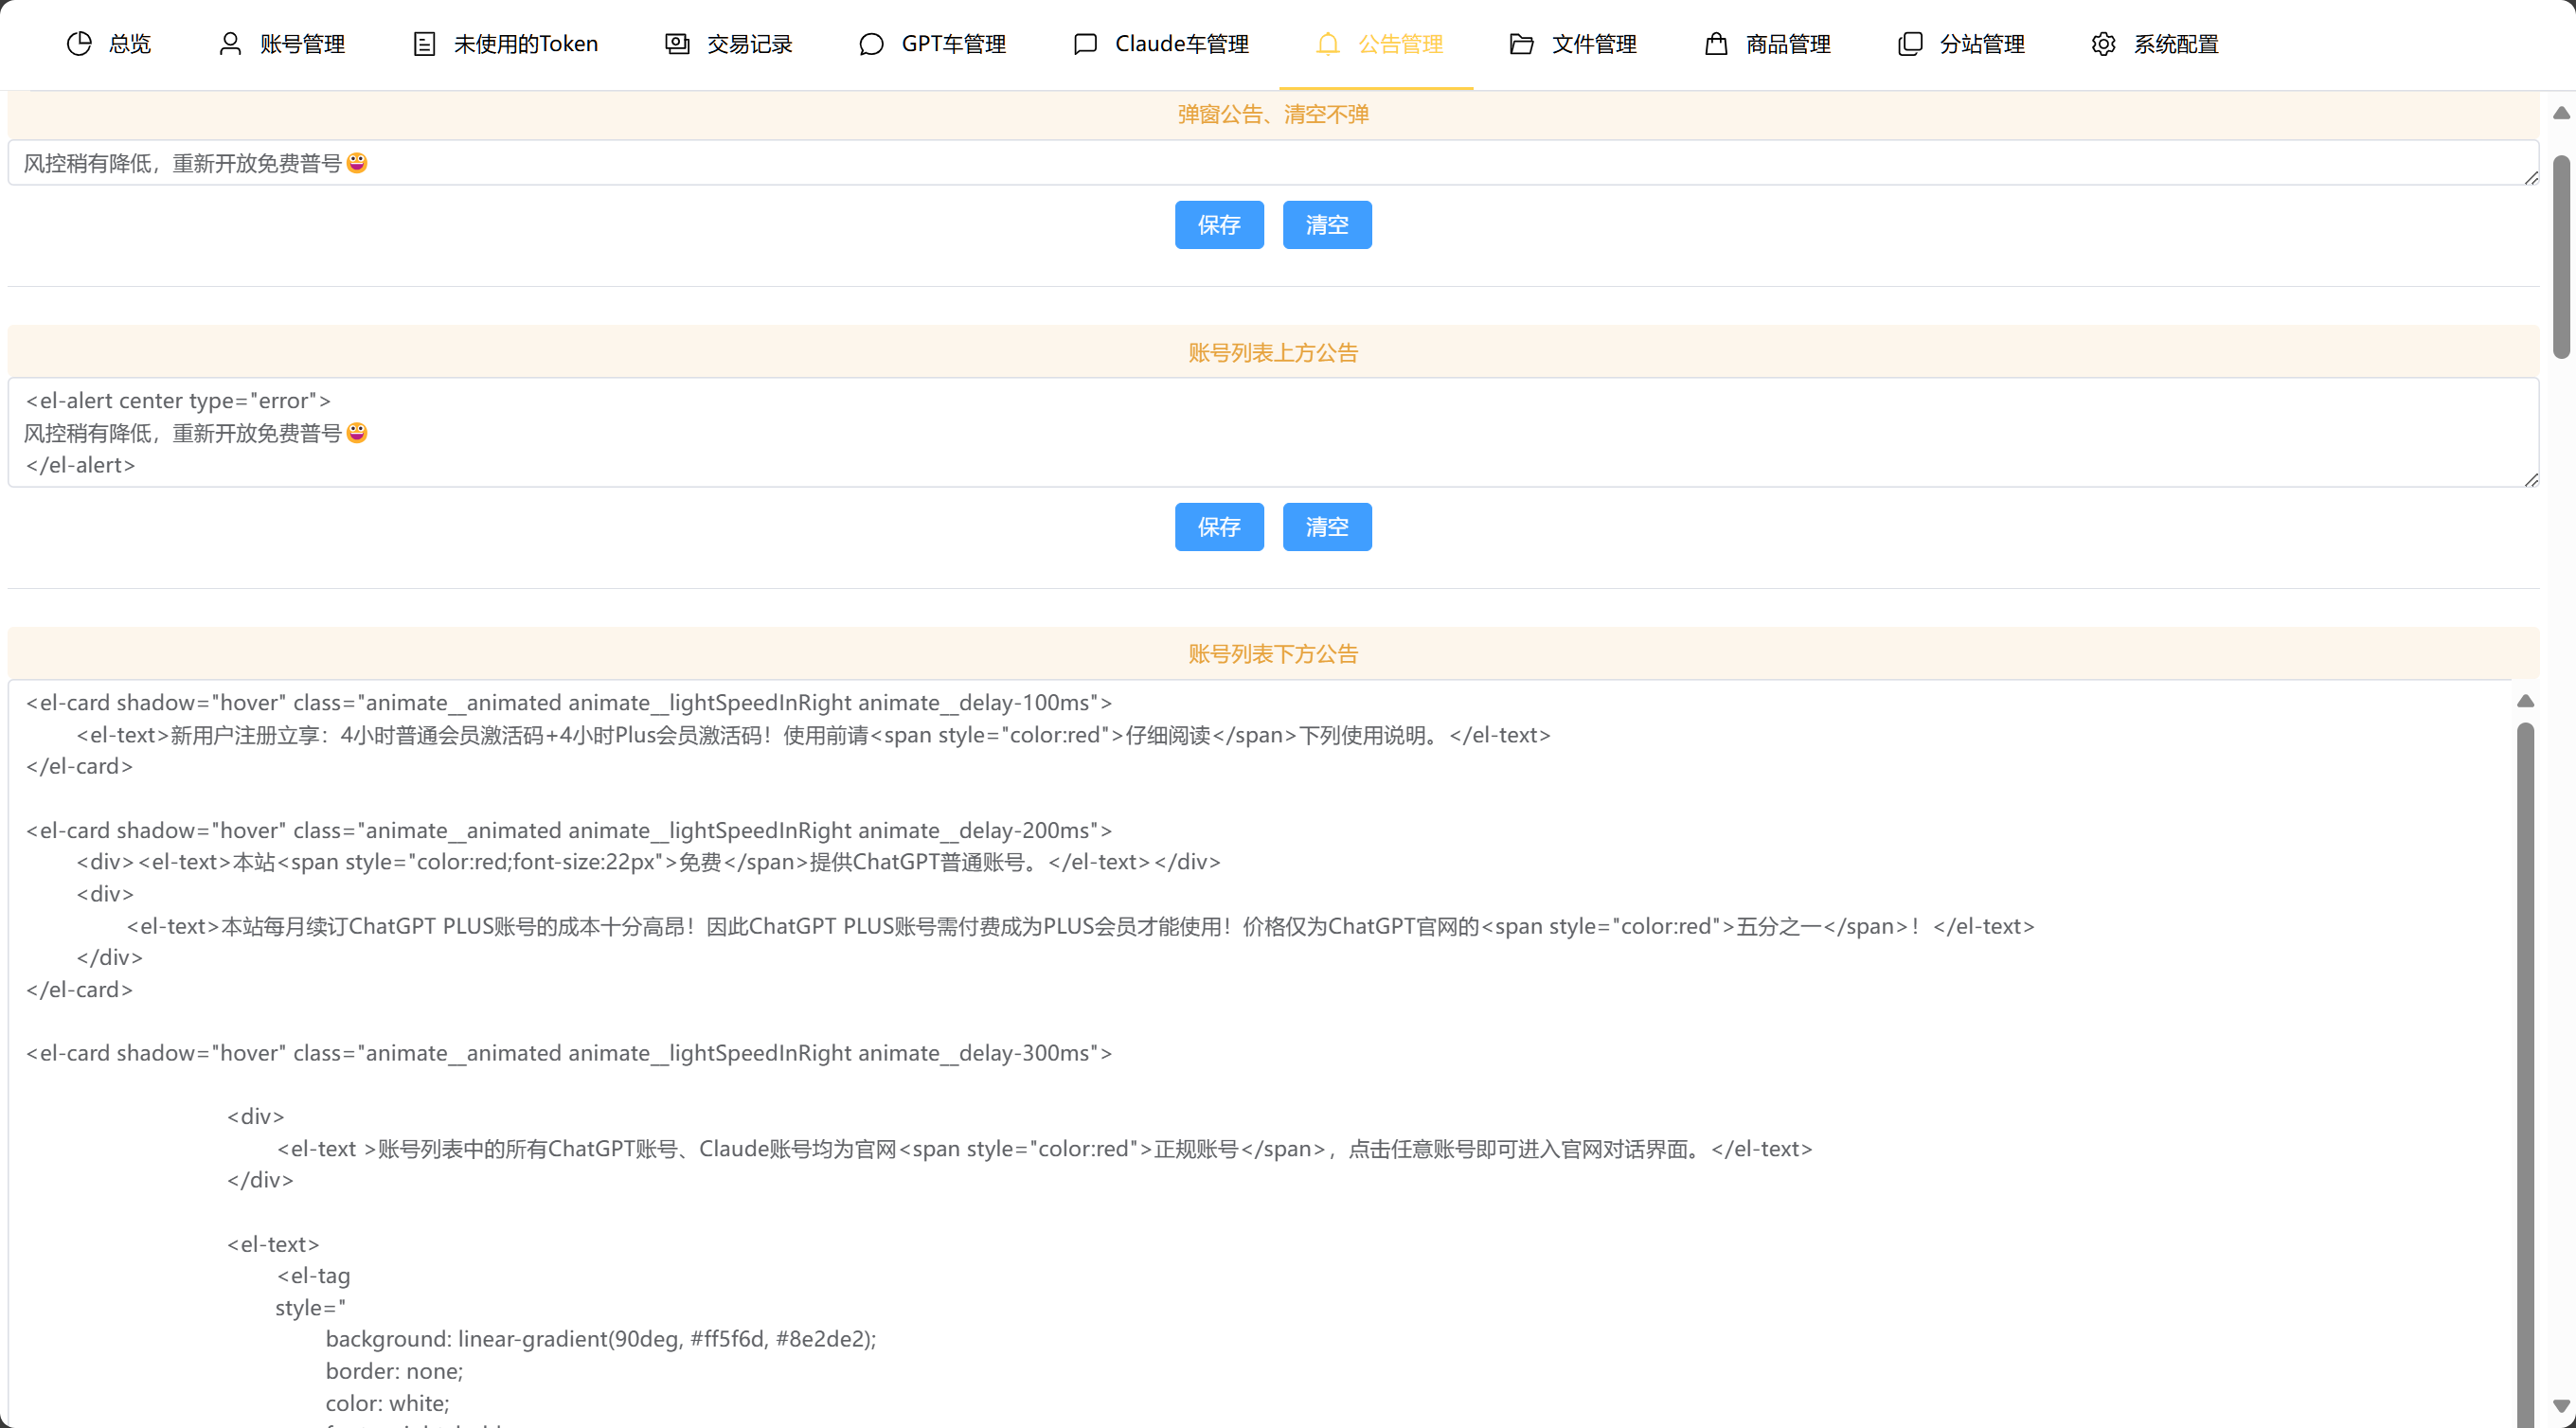 总览 账号管理 未使用的Token 交易记录 GPT车管理 Claude车管理 公告管理 文件管理 商品管理 分站管理 系统配置
弹窗公告、清空不弹
风控稍有降低，重新开放免费普号😀
保存 清空
账号列表上方公告
<el-alert center type="error">
风控稍有降低，重新开放免费普号😀
</el-alert>
保存 清空
账号列表下方公告
<el-card shadow="hover" class="animate__animated animate__lightSpeedInRight animate__delay-100ms">
<el-text>新用户注册立享：4小时普通会员激活码+4小时Plus会员激活码！使用前请<span style="color:red">仔细阅读</span>下列使用说明。</el-text>
</el-card>
<el-card shadow="hover" class="animate__animated animate__lightSpeedInRight animate__delay-200ms">
<div><el-text>本站<span style="color:red;font-size:22px">免费</span>提供ChatGPT普通账号。</el-text></div>
<div>
<el-text>本站每月续订ChatGPT PLUS账号的成本十分高昂！因此ChatGPT PLUS账号需付费成为PLUS会员才能使用！价格仅为ChatGPT官网的<span style="color:red">五分之一</span>！</el-text>
</div>
</el-card>
<el-card shadow="hover" class="animate__animated animate__lightSpeedInRight animate__delay-300ms">
<div>
<el-text >账号列表中的所有ChatGPT账号、Claude账号均为官网<span style="color:red">正规账号</span>，点击任意账号即可进入官网对话界面。</el-text>
</div>
<el-text>
<el-tag
style="
background: linear-gradient(90deg, #ff5f6d, #8e2de2);
border: none;
color: white;